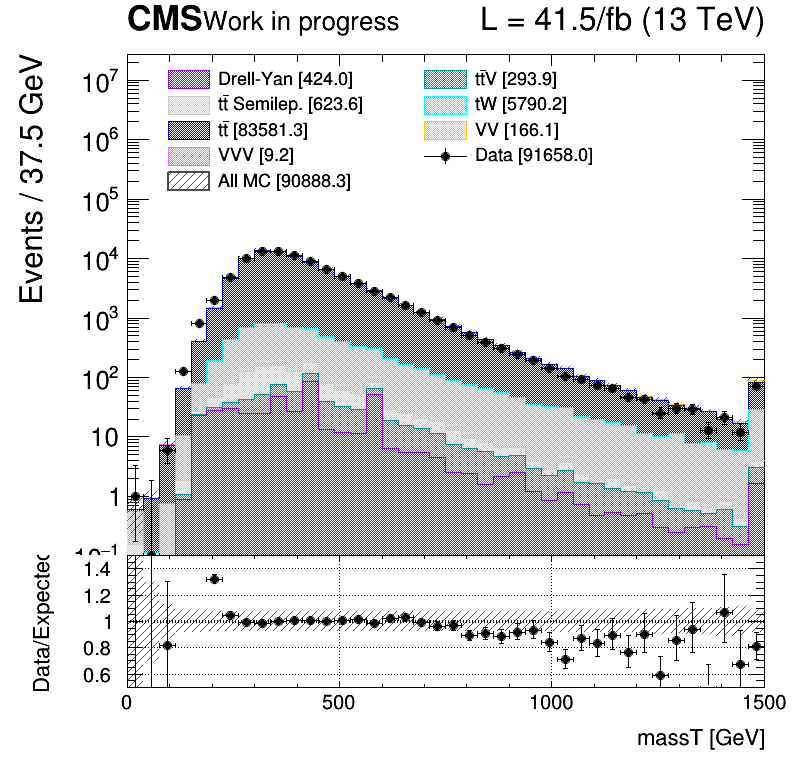 CMS Work in progress L = 41.5/fb (13 TeV)
Events / 37.5 GeV
10⁷
10⁶
10⁵
10⁴
10³
10²
10
1
10⁻¹
Drell-Yan [424.0]
tt̄ Semilep. [623.6]
tt̄ [83581.3]
VVV [9.2]
All MC [90888.3]
tt̄V [293.9]
tW [5790.2]
VV [166.1]
Data [91658.0]
Data/Expected
1.4
1.2
1
0.8
0.6
0 500 1000 1500
massT [GeV]